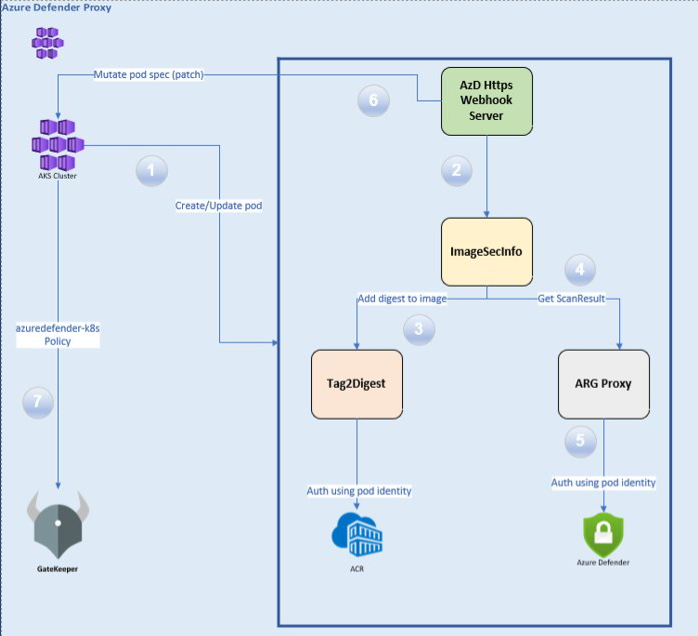 Azure Defender Proxy
Mutate pod spec (patch)
6
AzD Https
Webhook
Server
AKS Cluster
1
2
Create/Update pod
ImageSecInfo
4
Add digest to image
Get ScanResult
3
azuredefender-k8s
Policy
Tag2Digest
ARG Proxy
7
5
Auth using pod identity
Auth using pod identity
GateKeeper
ACR
Azure Defender